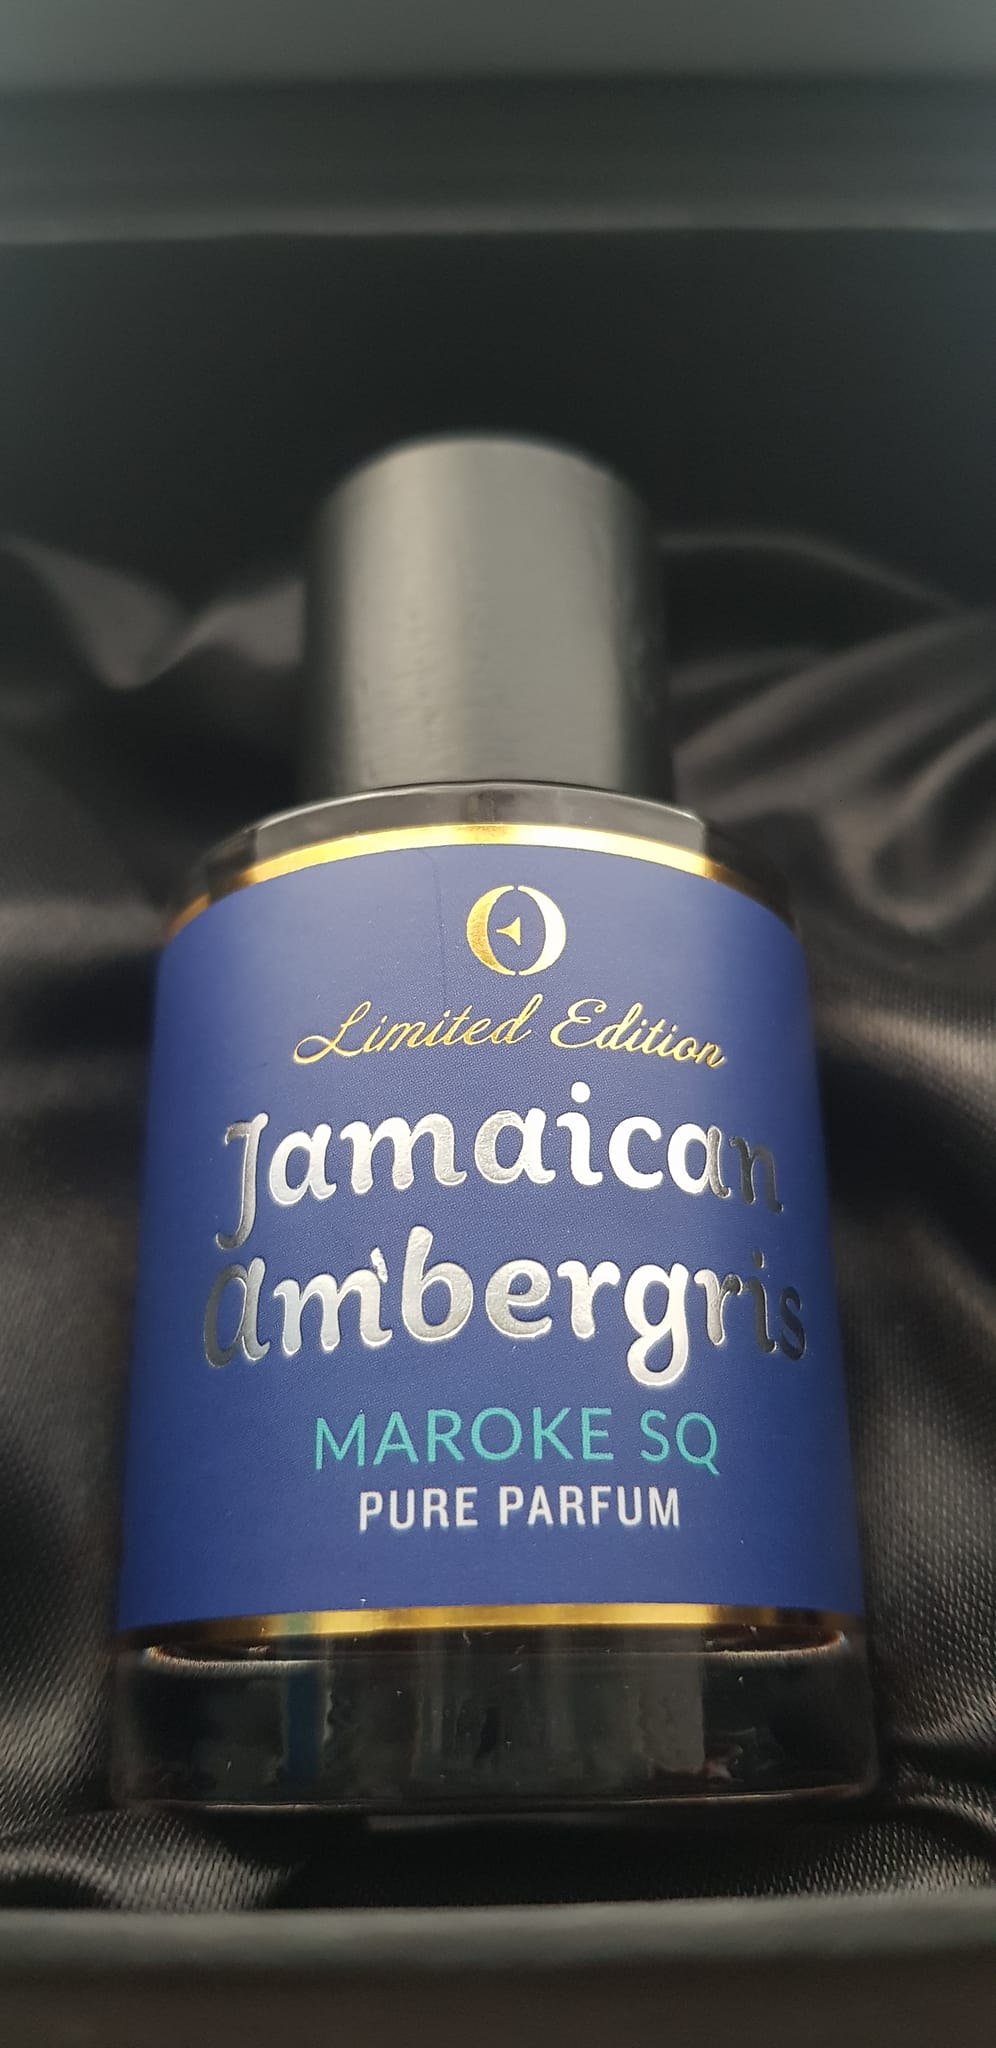 Limited Edition
Jamaican
Ambergris
MAROKE SQ
PURE PARFUM